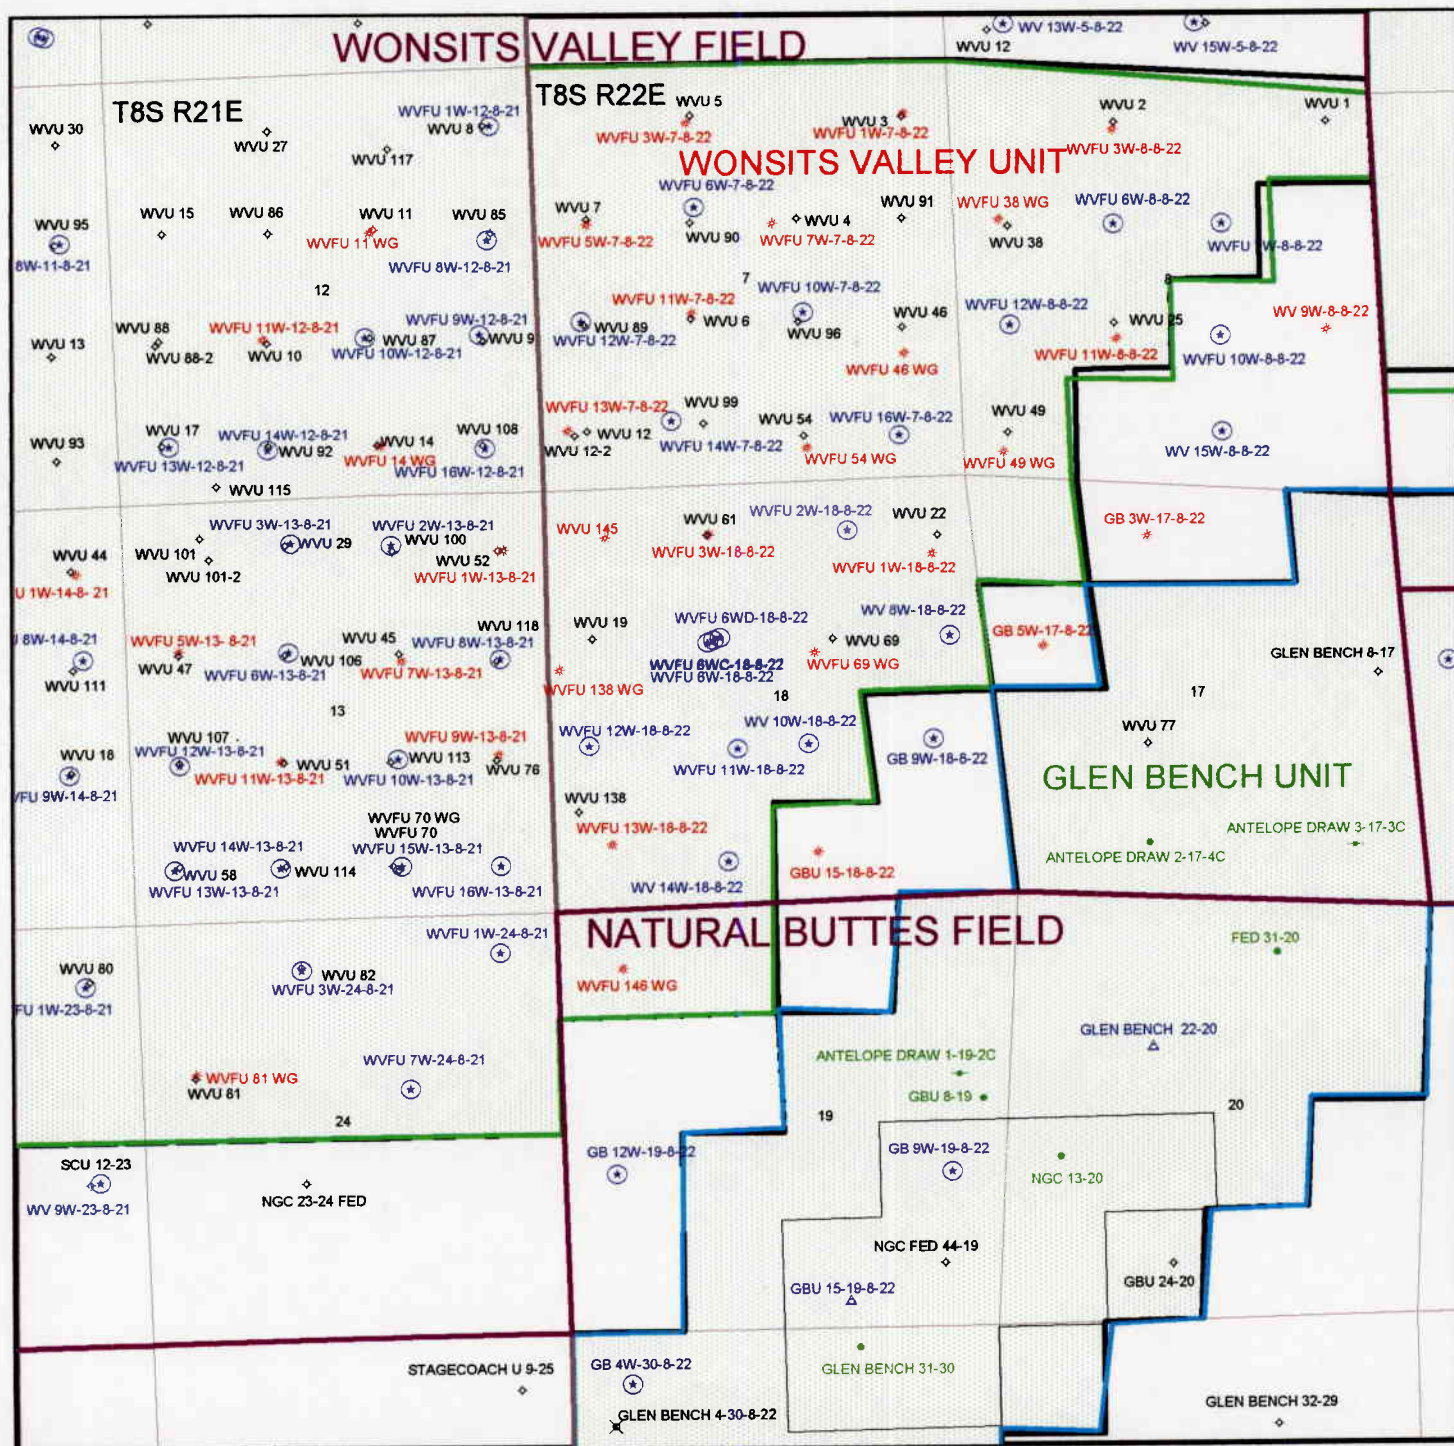 WONSITS VALLEY FIELD
WV 13W-5-8-22
WVU 12
WV 15W-5-8-22
T8S R21E
T8S R22E
WVFU 1W-12-8-21
WVU 8
WVU 5
WVFU 3W-7-8-22
WVU 3
WVFU 1W-7-8-22
WVU 2
WVFU 3W-8-8-22
WVU 1
WVU 30
WVU 27
WVU 117
WONSITS VALLEY UNIT
WVU 95
8W-11-8-21
WVU 15
WVU 86
WVU 11
WVFU 11 WG
WVU 85
WVFU 8W-12-8-21
WVU 7
WVFU 5W-7-8-22
WVFU 6W-7-8-22
WVU 90
WVU 4
WVFU 7W-7-8-22
WVU 91
WVFU 38 WG
WVU 38
WVFU 6W-8-8-22
W-8-8-22
12
7
8
WVU 13
WVU 88
WVU 88-2
WVFU 11W-12-8-21
WVU 10
WVU 87
WVFU 10W-12-8-21
WVFU 9W-12-8-21
WVU 9
WVFU 11W-7-8-22
WVU 89
WVFU 12W-7-8-22
WVU 6
WVFU 10W-7-8-22
WVU 96
WVU 46
WVFU 46 WG
WVFU 12W-8-8-22
WVU 25
WVFU 11W-8-8-22
WVFU 10W-8-8-22
WV 9W-8-8-22
WVU 93
WVU 17
WVFU 13W-12-8-21
WVFU 14W-12-8-21
WVU 92
WVU 14
WVFU 14 WG
WVU 108
WVFU 16W-12-8-21
WVFU 13W-7-8-22
WVU 12
WVU 12-2
WVU 99
WVFU 14W-7-8-22
WVU 54
WVFU 54 WG
WVFU 16W-7-8-22
WVU 49
WVFU 49 WG
WV 15W-8-8-22
WVU 115
WVU 44
U 1W-14-8- 21
WVU 101
WVU 101-2
WVFU 3W-13-8-21
WVU 29
WVFU 2W-13-8-21
WVU 100
WVU 52
WVFU 1W-13-8-21
WVU 145
WVU 61
WVFU 3W-18-8-22
WVFU 2W-18-8-22
WVU 22
WVFU 1W-18-8-22
GB 3W-17-8-22
8W-14-8-21
WVU 111
WVFU 5W-13- 8-21
WVU 47
WVU 106
WVFU 6W-13-8-21
WVU 45
WVFU 7W-13-8-21
WVU 118
WVFU 8W-13-8-21
WVU 19
WVFU 138 WG
WVFU 6WD-18-8-22
WVFU 6WC-18-8-22
WVFU 6W-18-8-22
WVU 69
WVFU 69 WG
WV 8W-18-8-22
GB 5W-17-8-22
GLEN BENCH 8-17
13
18
17
WVU 18
FU 9W-14-8-21
WVU 107
WVFU 12W-13-8-21
WVU 51
WVFU 11W-13-8-21
WVU 113
WVFU 10W-13-8-21
WVFU 9W-13-8-21
WVU 76
WVFU 12W-18-8-22
WVFU 11W-18-8-22
WV 10W-18-8-22
GB 9W-18-8-22
WVU 77
GLEN BENCH UNIT
WVFU 14W-13-8-21
WVU 58
WVFU 13W-13-8-21
WVU 114
WVFU 70 WG
WVFU 70
WVFU 15W-13-8-21
WVFU 16W-13-8-21
WVU 138
WVFU 13W-18-8-22
WV 14W-18-8-22
GBU 15-18-8-22
ANTELOPE DRAW 2-17-4C
ANTELOPE DRAW 3-17-3C
NATURAL BUTTES FIELD
WVU 80
FU 1W-23-8-21
WVU 82
WVFU 3W-24-8-21
WVFU 1W-24-8-21
WVFU 146 WG
FED 31-20
GLEN BENCH 22-20
WVFU 81 WG
WVU 81
WVFU 7W-24-8-21
ANTELOPE DRAW 1-19-2C
GBU 8-19
24
19
20
SCU 12-23
WV 9W-23-8-21
NGC 23-24 FED
GB 12W-19-8-22
GB 9W-19-8-22
NGC 13-20
NGC FED 44-19
GBU 24-20
GBU 15-19-8-22
STAGECOACH U 9-25
GB 4W-30-8-22
GLEN BENCH 4-30-8-22
GLEN BENCH 31-30
GLEN BENCH 32-29